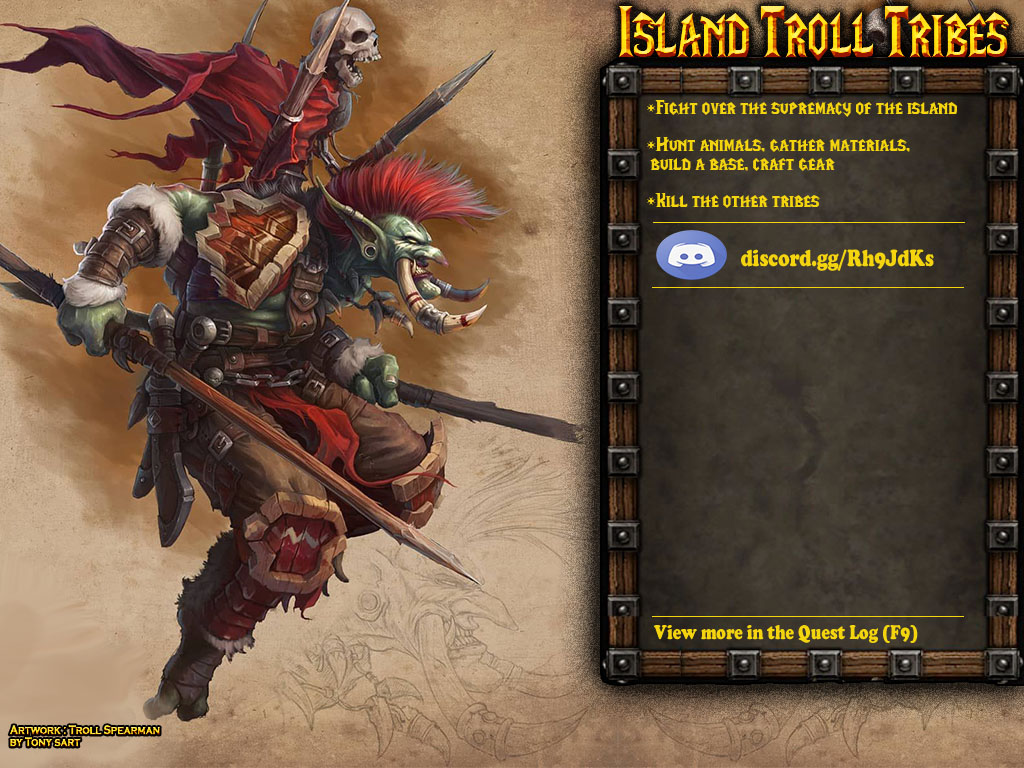 Island Troll Tribes
*Fight over the supremacy of the island
*Hunt animals, gather materials,
build a base, craft gear
*Kill the other tribes
discord.gg/Rh9JdKs
View more in the Quest Log (F9)
Artwork : Troll Spearman
by Tony sart